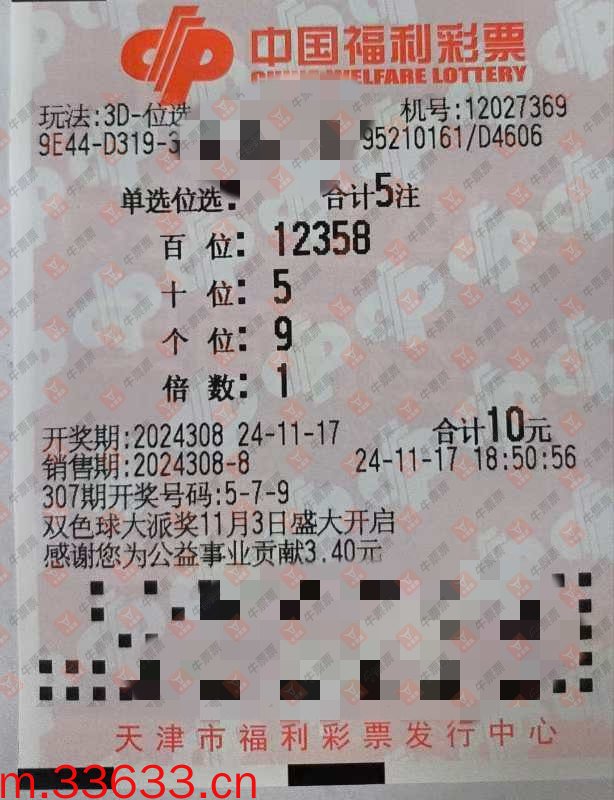 中国福利彩票
CHINA WELFARE LOTTERY
玩法:3D-位选 机号:12027369
9E44-D319-3 95210161/D4606
单选位选: 合计5注
百位: 12358
十位: 5
个位: 9
倍数: 1
开奖期:2024308 24-11-17 合计10元
销售期:2024308-8 24-11-17 18:50:56
307期开奖号码:5-7-9
双色球大派奖11月3日盛大开启
感谢您为公益事业贡献3.40元
天津市福利彩票发行中心
m.33633.cn
牛票票